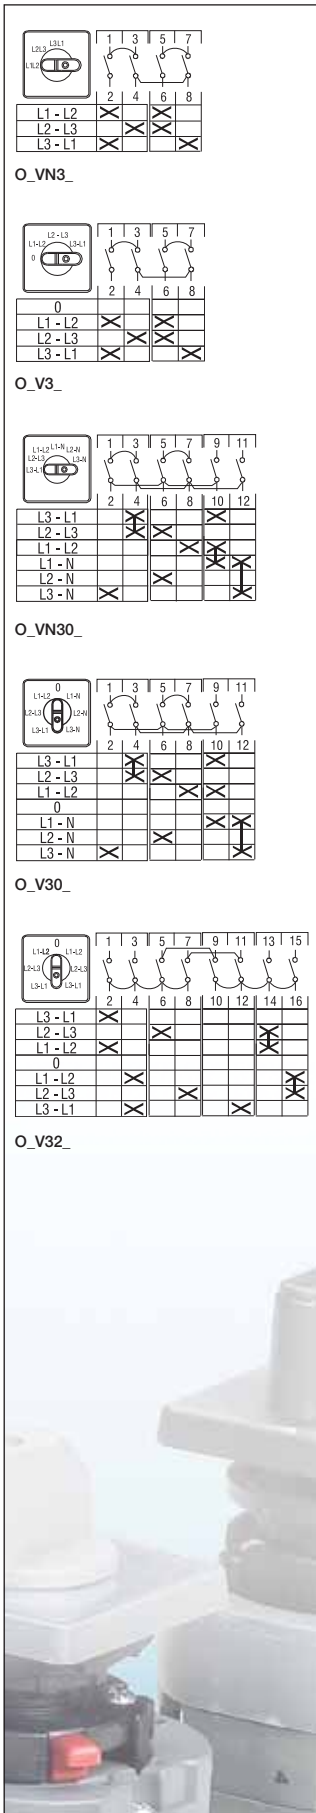 L3L1
L2L3
L1L2
1 3 5 7
2 4 6 8
L1 - L2
L2 - L3
L3 - L1
O_VN3_
L2 - L3
L1-L2 L3-L1
0
1 3 5 7
2 4 6 8
0
L1 - L2
L2 - L3
L3 - L1
O_V3_
L1-L2 L1-N L2-N
L2-L3 L3-N
L3-L1
1 3 5 7 9 11
2 4 6 8 10 12
L3 - L1
L2 - L3
L1 - L2
L1 - N
L2 - N
L3 - N
O_VN30_
0
L1-L2 L1-N
L2-L3 L2-N
L3-L1 L3-N
1 3 5 7 9 11
2 4 6 8 10 12
L3 - L1
L2 - L3
L1 - L2
0
L1 - N
L2 - N
L3 - N
O_V30_
0
L1-L2 L1-L2
L2-L3 L2-L3
L3-L1 L3-L1
1 3 5 7 9 11 13 15
2 4 6 8 10 12 14 16
L3 - L1
L2 - L3
L1 - L2
0
L1 - L2
L2 - L3
L3 - L1
O_V32_